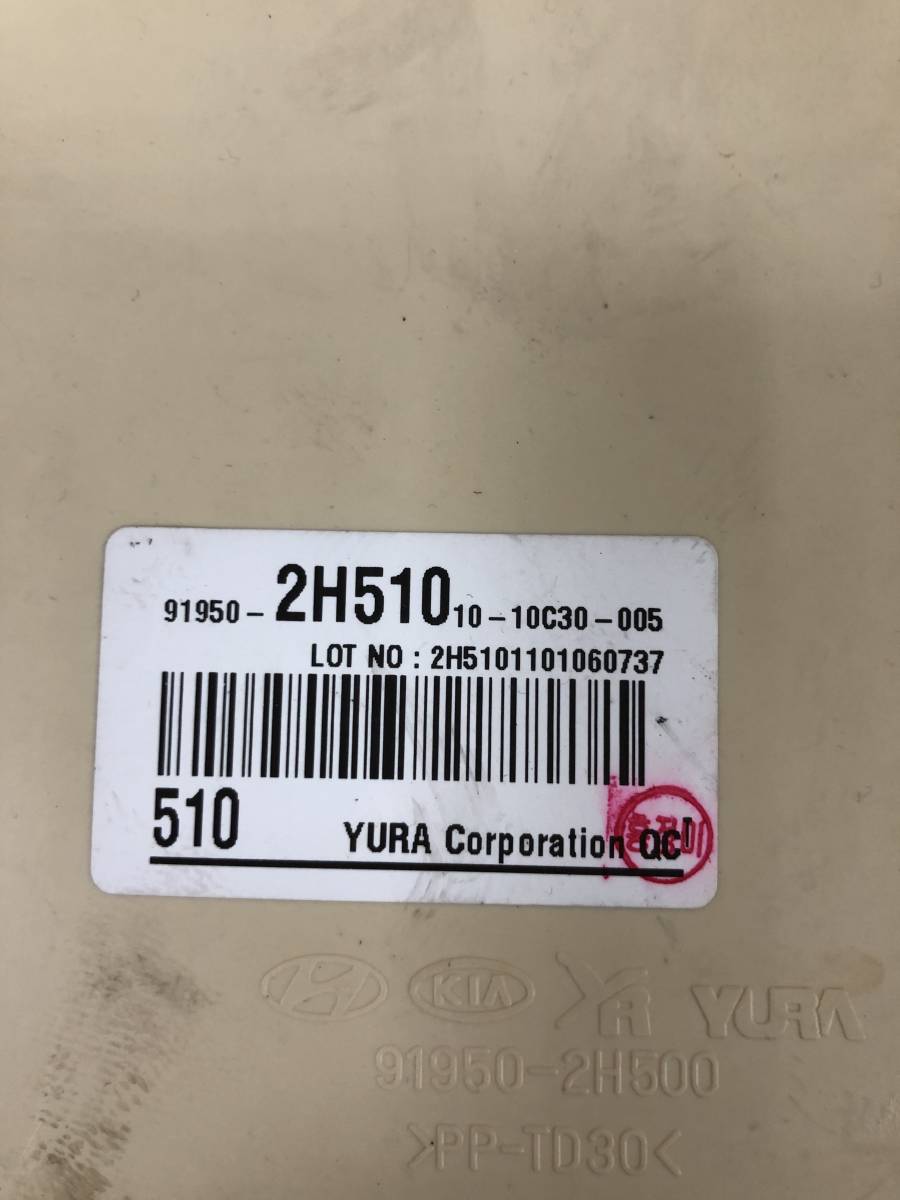 91950-2H510 10-10C30-005
LOT NO : 2H5101101060737
510
YURA Corporation QC
KIA YURA
91950-2H500
>PP-TD30<